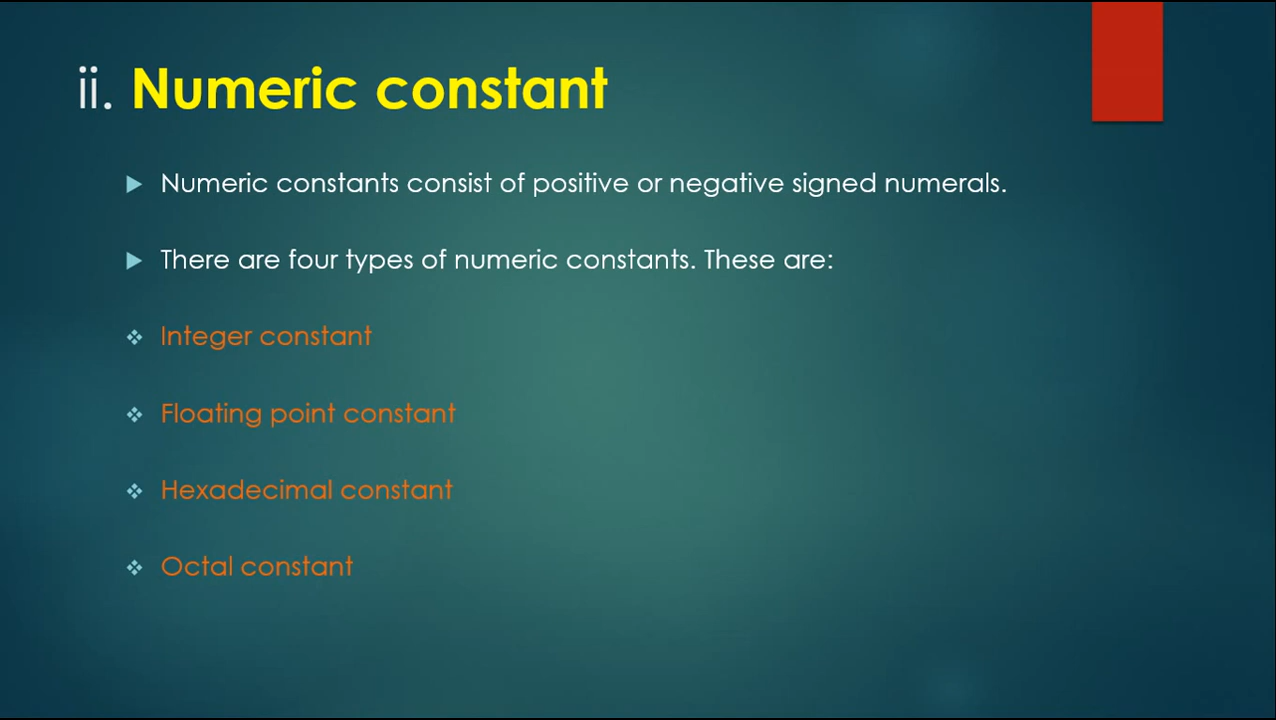 ii. Numeric constant
Numeric constants consist of positive or negative signed numerals.
There are four types of numeric constants. These are:
Integer constant
Floating point constant
Hexadecimal constant
Octal constant